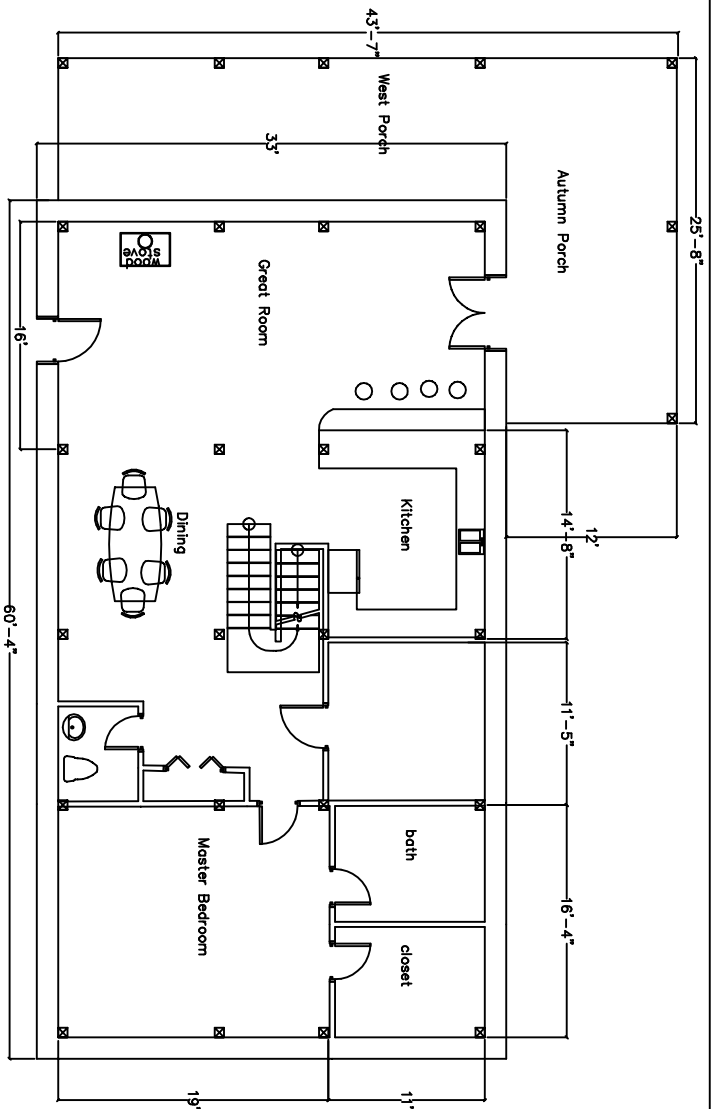 43'-7"
25'-8"
West Porch
Autumn Porch
33'
wood
stove
Great Room
16'
12'
14'-8"
Kitchen
Dining
up
60'-4"
11'-5"
bath
Master Bedroom
closet
16'-4"
19'
11'